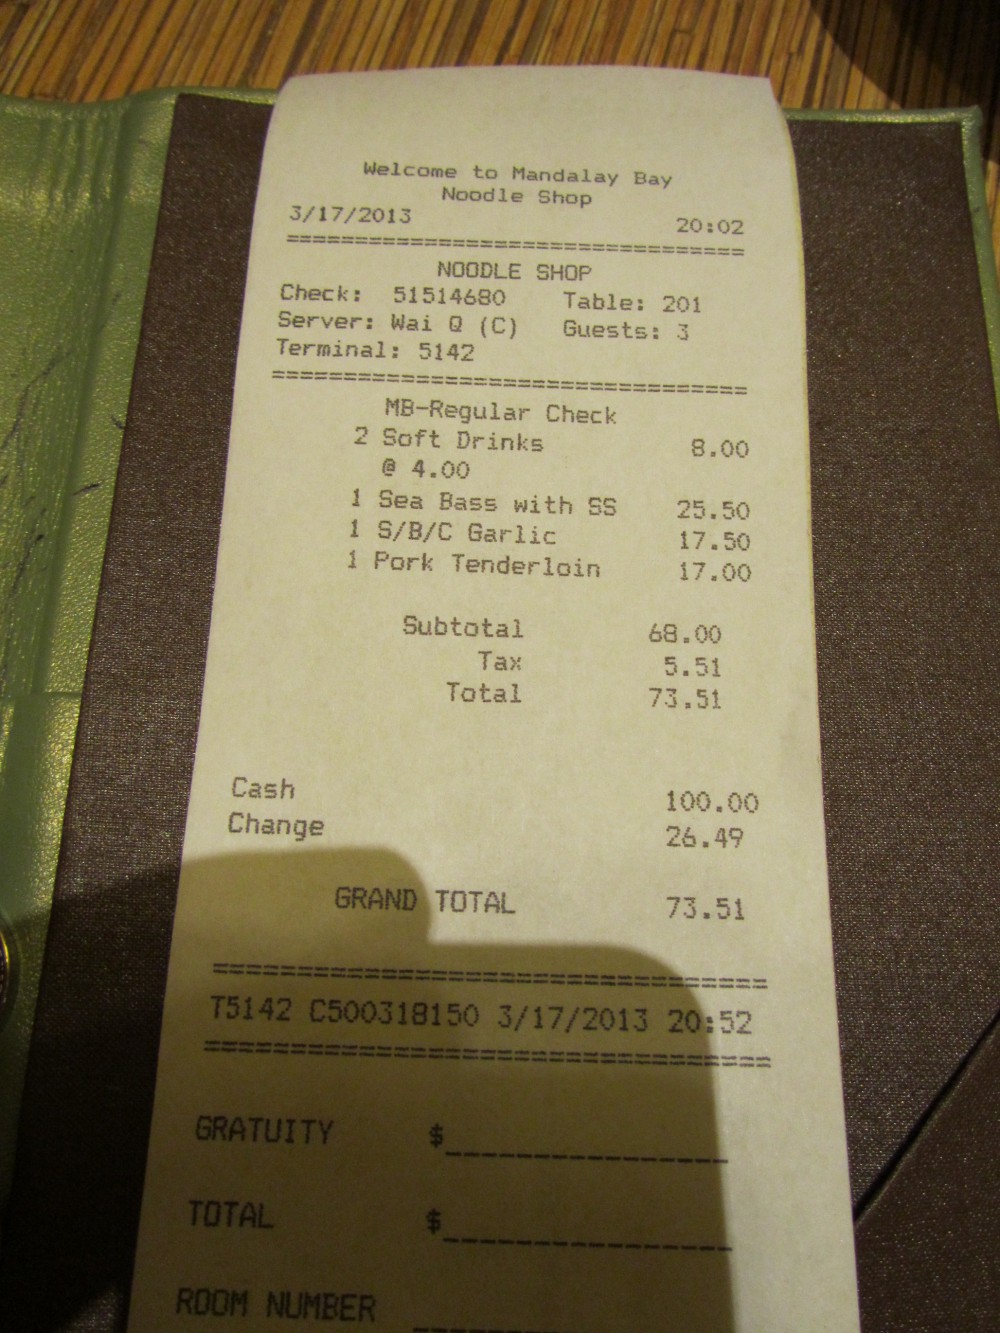 Welcome to Mandalay Bay
Noodle Shop
3/17/2013 20:02
================================
NOODLE SHOP
Check: 51514680 Table: 201
Server: Wai Q (C) Guests: 3
Terminal: 5142
================================
MB-Regular Check
2 Soft Drinks 8.00
@ 4.00
1 Sea Bass with SS 25.50
1 S/B/C Garlic 17.50
1 Pork Tenderloin 17.00
Subtotal 68.00
Tax 5.51
Total 73.51
Cash 100.00
Change 26.49
GRAND TOTAL 73.51
================================
T5142 C500318150 3/17/2013 20:52
================================
GRATUITY $____________________
TOTAL $____________________
ROOM NUMBER